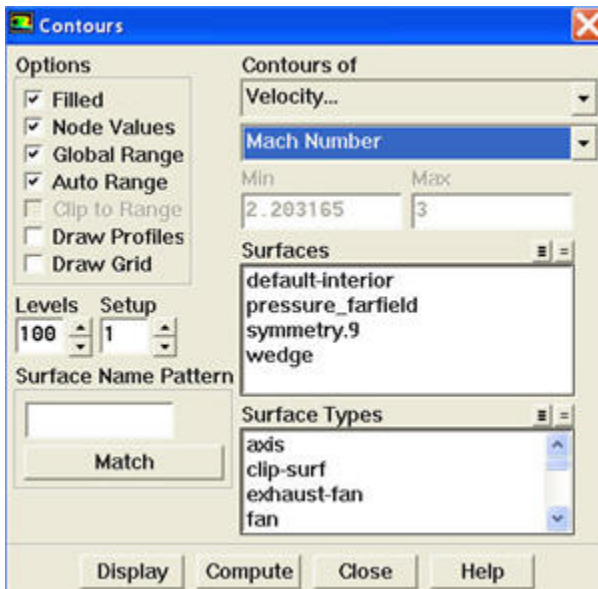 Contours
Options
Filled
Node Values
Global Range
Auto Range
Clip to Range
Draw Profiles
Draw Grid
Levels Setup
100 1
Surface Name Pattern
Match
Contours of
Velocity...
Mach Number
Min Max
2.203165 3
Surfaces
default-interior
pressure_farfield
symmetry.9
wedge
Surface Types
axis
clip-surf
exhaust-fan
fan
Display Compute Close Help